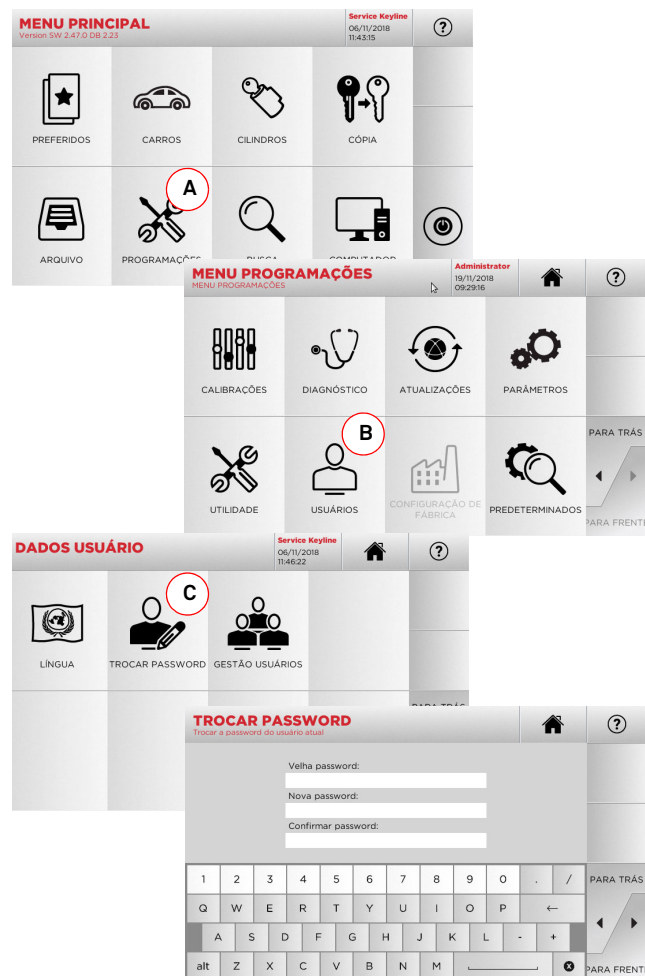 MENU PRINCIPAL
Version SW 2.47.0 DB 2.23
Service Keyline
06/11/2018
11:43:15
?
PREFERIDOS
CARROS
CILINDROS
CÓPIA
A
ARQUIVO
PROGRAMAÇÕES
BUSCA
COMPUTADOR
MENU PROGRAMAÇÕES
MENU PROGRAMAÇÕES
Administrator
19/11/2018
09:29:16
?
CALIBRAÇÕES
DIAGNÓSTICO
ATUALIZAÇÕES
PARÂMETROS
B
PARA TRÁS
UTILIDADE
USUÁRIOS
CONFIGURAÇÃO DE
FÁBRICA
PREDETERMINADOS
PARA FRENTE
DADOS USUÁRIO
Service Keyline
06/11/2018
11:46:22
?
C
LÍNGUA
TROCAR PASSWORD
GESTÃO USUÁRIOS
PARA TRÁS
TROCAR PASSWORD
Trocar a password do usuário atual
?
Velha password:
Nova password:
Confirmar password:
1 2 3 4 5 6 7 8 9 0 . /
PARA TRÁS
Q W E R T Y U I O P ←
A S D F G H J K L - +
alt Z X C V B N M
PARA FRENTE